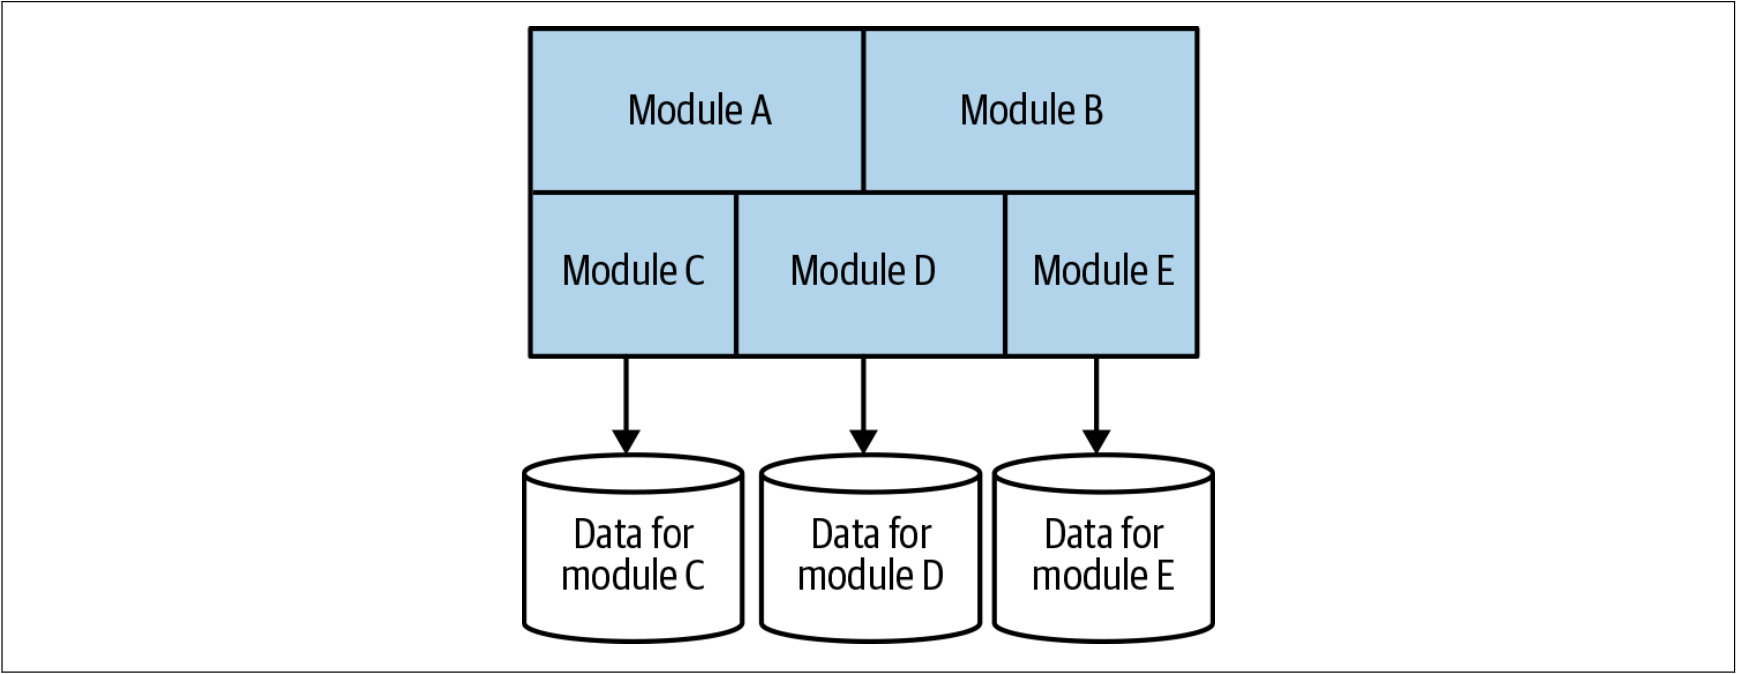 Module A
Module B
Module C
Module D
Module E
Data for
module C
Data for
module D
Data for
module E